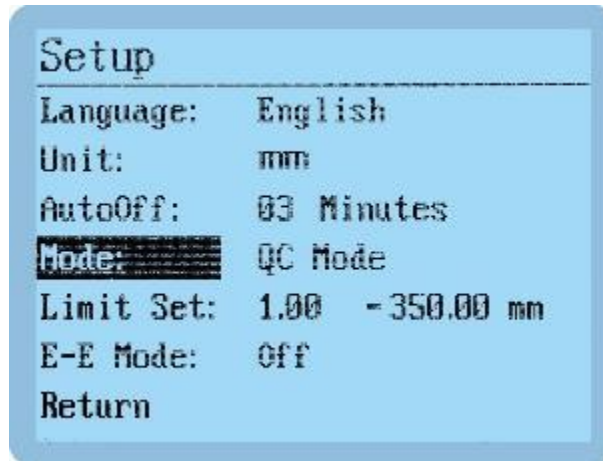 Setup
Language: English
Unit: mm
AutoOff: 03 Minutes
Mode: QC Mode
Limit Set: 1.00 -350.00 mm
E-E Mode: Off
Return